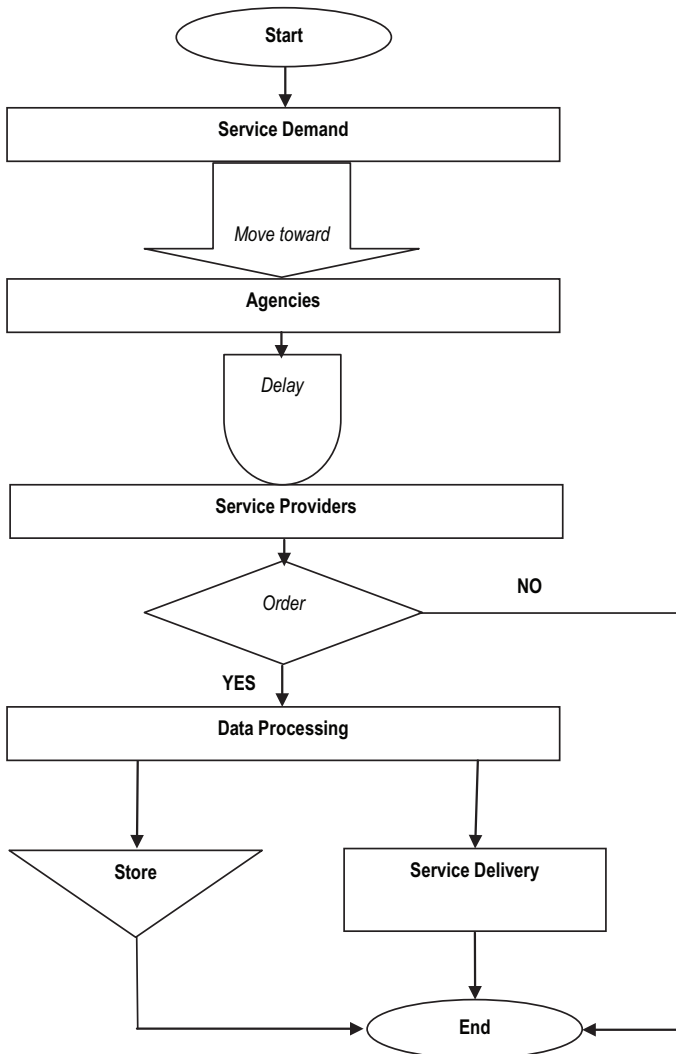 Start
Service Demand
Move toward
Agencies
Delay
Service Providers
Order
NO
YES
Data Processing
Store
Service Delivery
End